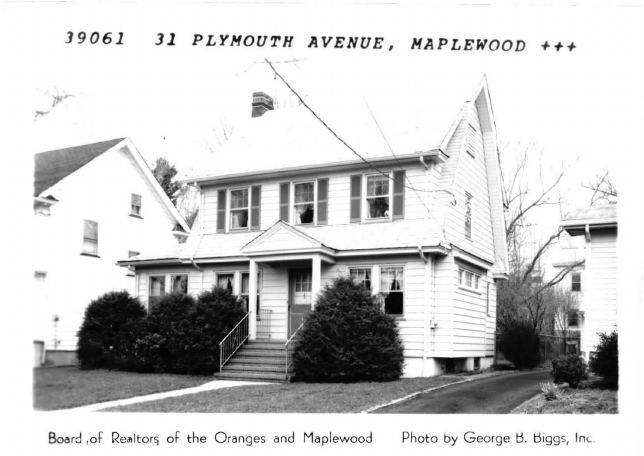 39061 31 PLYMOUTH AVENUE, MAPLEWOOD +++
Board of Realtors of the Oranges and Maplewood Photo by George B. Biggs, Inc.